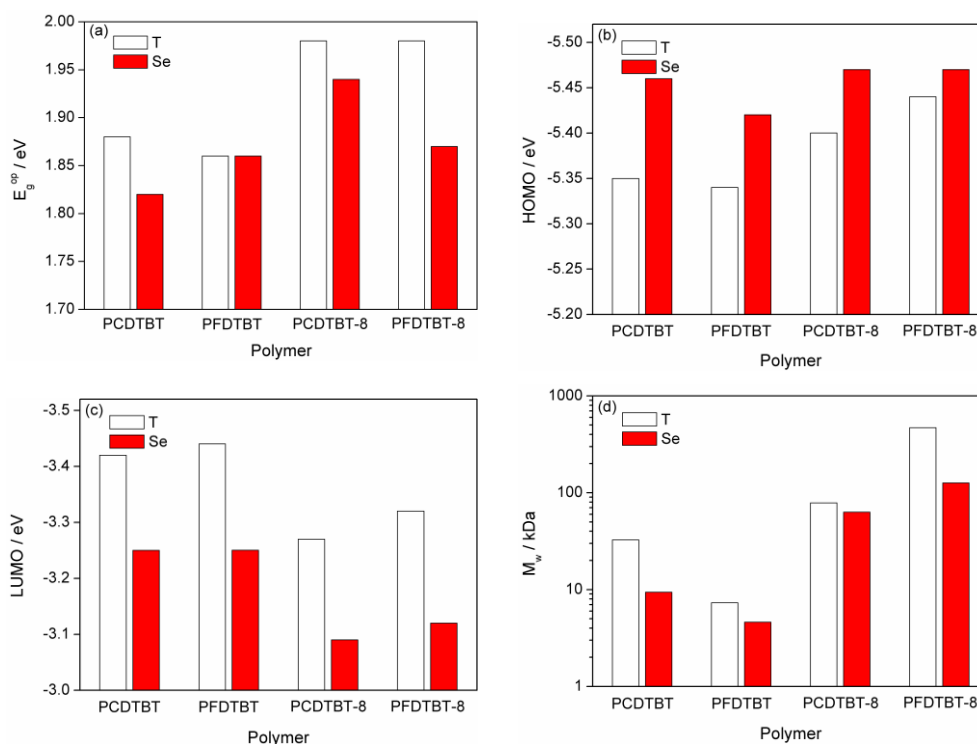 (a)
T
Se
2.00
1.95
1.90
1.85
1.80
1.75
1.70
E_g^op / eV
PCDTBT PFDTBT PCDTBT-8 PFDTBT-8
Polymer
(b)
T
Se
-5.50
-5.45
-5.40
-5.35
-5.30
-5.25
-5.20
HOMO / eV
PCDTBT PFDTBT PCDTBT-8 PFDTBT-8
Polymer
(c)
T
Se
-3.5
-3.4
-3.3
-3.2
-3.1
-3.0
LUMO / eV
PCDTBT PFDTBT PCDTBT-8 PFDTBT-8
Polymer
(d)
T
Se
1000
100
10
1
M_w / kDa
PCDTBT PFDTBT PCDTBT-8 PFDTBT-8
Polymer